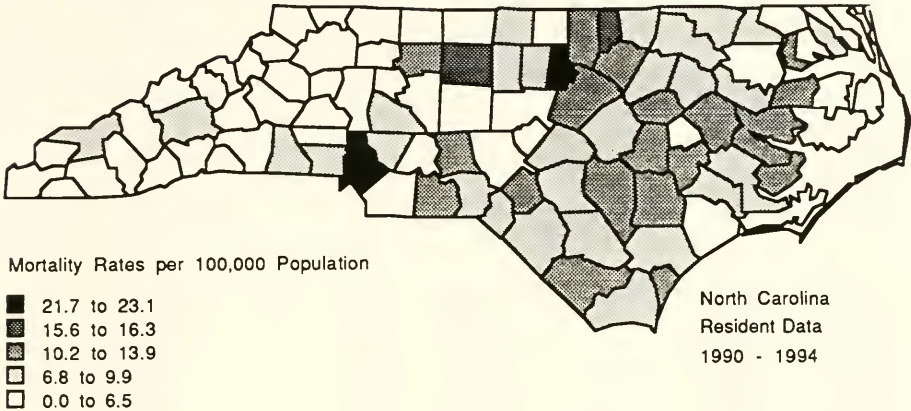 Mortality Rates per 100,000 Population
21.7 to 23.1
15.6 to 16.3
10.2 to 13.9
6.8 to 9.9
0.0 to 6.5
North Carolina
Resident Data
1990 - 1994